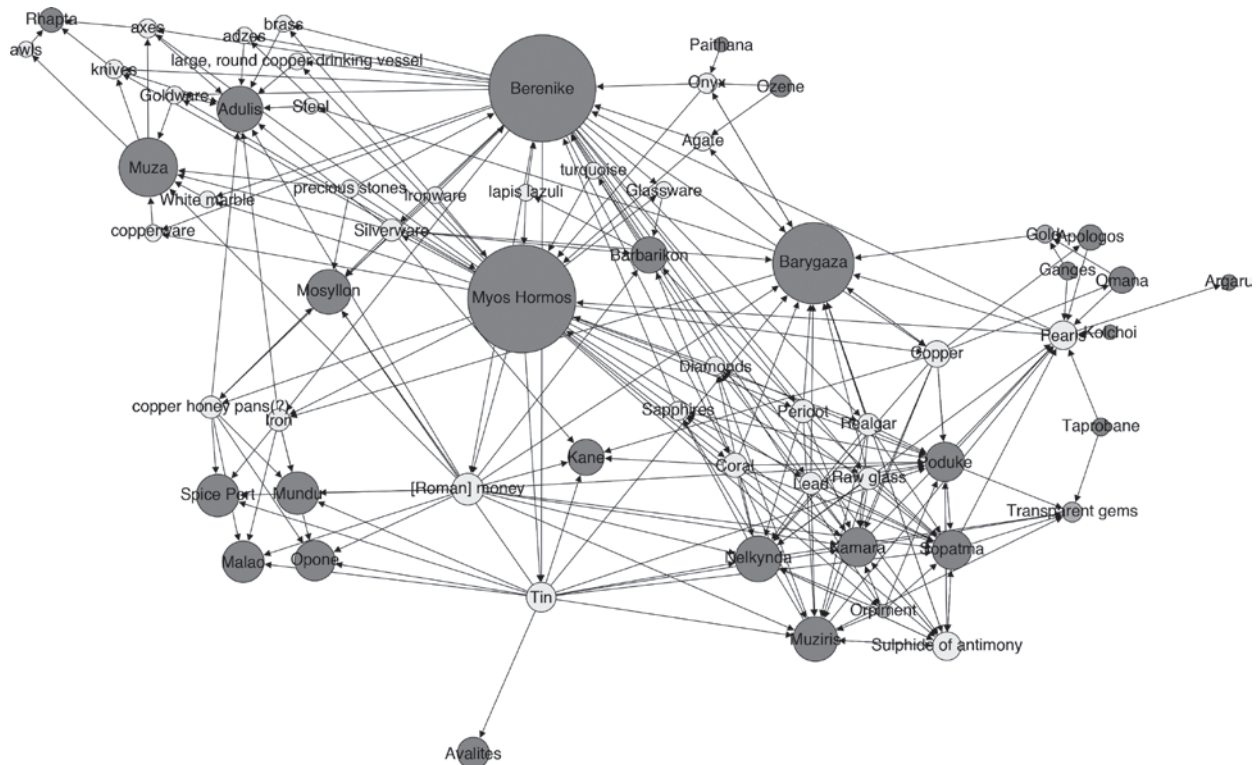 Rhapta
axes
adzes
brass
awls
knives
large, round copper drinking vessel
Goldware
Adulis
Steel
Berenike
Paithana
Onyx
Ozene
Agate
Muza
White marble
precious stones
Ironware
lapis lazuli
turquoise
Glassware
copperware
Silverware
Barbarikon
Barygaza
Gold
Apologos
Ganges
Omana
Argaru
Mosyllon
Myos Hormos
Pearls
Kolchoi
Copper
Diamonds
copper honey pans(?)
Iron
Sapphires
Peridot
Realgar
Taprobane
Kane
Coral
Poduke
Spice Port
Mundu
[Roman] money
Lead
Raw glass
Transparent gems
Malao
Opone
Nelkynda
Kamara
Sopatma
Tin
Orpiment
Muziris
Sulphide of antimony
Avalites